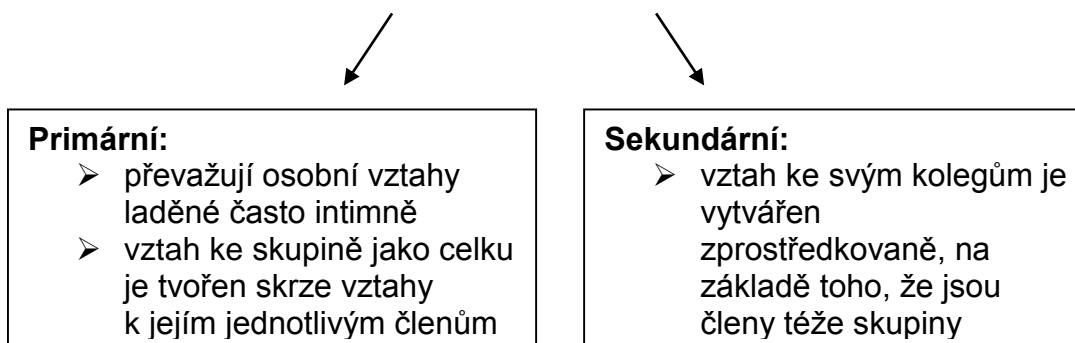 Primární:
➢ převažují osobní vztahy
laděné často intimně
➢ vztah ke skupině jako celku
je tvořen skrze vztahy
k jejím jednotlivým členům
Sekundární:
➢ vztah ke svým kolegům je
vytvářen
zprostředkovaně, na
základě toho, že jsou
členy téže skupiny